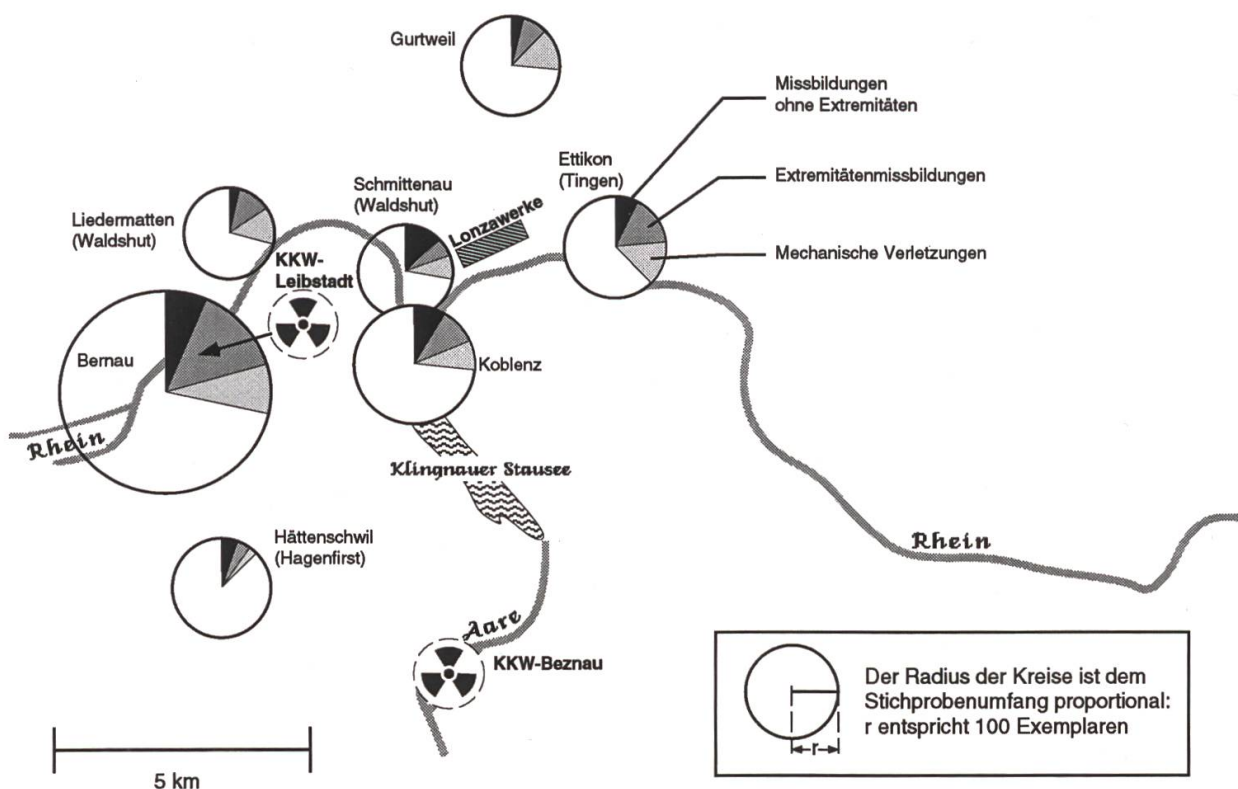 Gurtweil
Missbildungen
ohne Extremitäten
Ettikon
(Tingen)
Extremitätenmissbildungen
Schmittenau
(Waldshut)
Lonzawerke
Liedermatten
(Waldshut)
Mechanische Verletzungen
KKW-
Leibstadt
Bernau
Koblenz
Rhein
Klingnauer Stausee
Hättenschwil
(Hagenfirst)
Rhein
Aare
KKW-Beznau
Der Radius der Kreise ist dem
Stichprobenumfang proportional:
r entspricht 100 Exemplaren
r
5 km